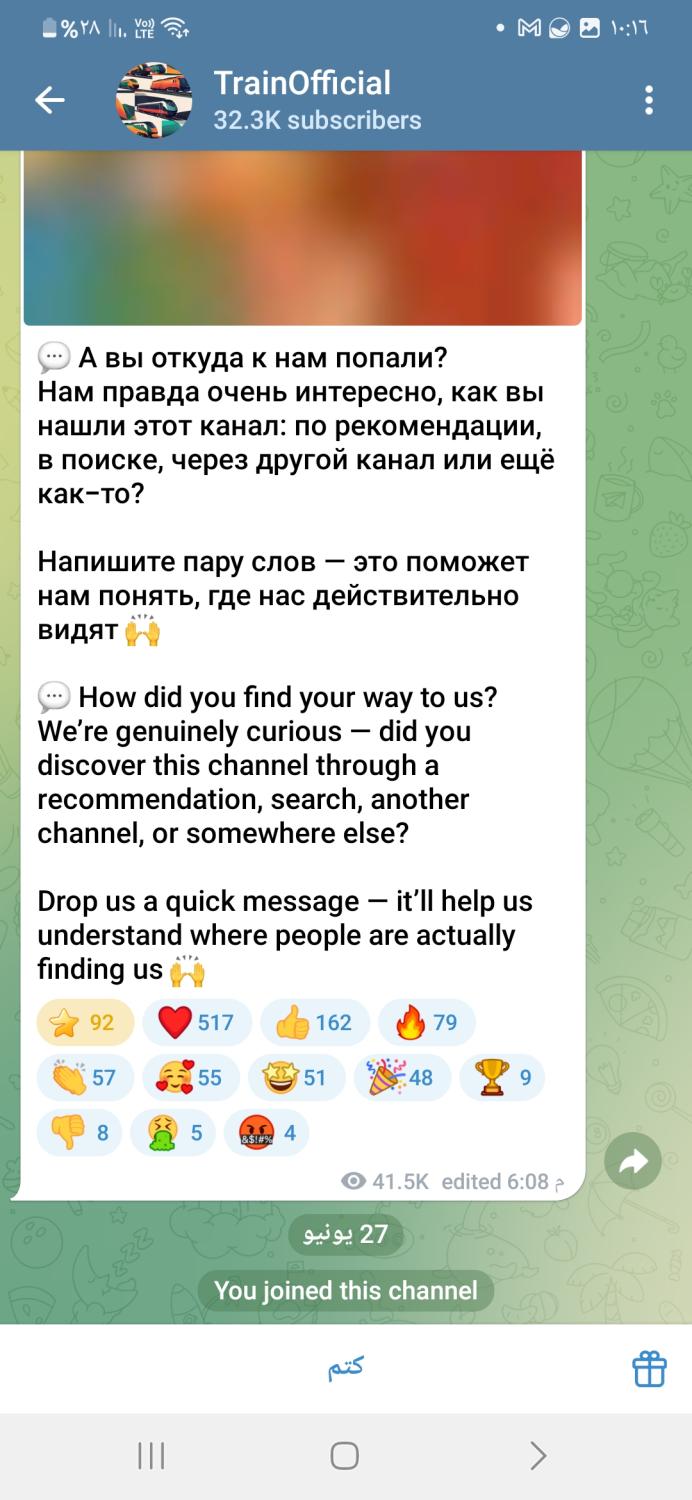 %٢٨ Vo)) LTE ١٠:١٦
TrainOfficial
32.3K subscribers
А вы откуда к нам попали?
Нам правда очень интересно, как вы
нашли этот канал: по рекомендации,
в поиске, через другой канал или ещё
как–то?
Напишите пару слов — это поможет
нам понять, где нас действительно
видят 🙌
💬 How did you find your way to us?
We’re genuinely curious — did you
discover this channel through a
recommendation, search, another
channel, or somewhere else?
Drop us a quick message — it’ll help us
understand where people are actually
finding us 🙌
⭐ 92 ❤️ 517 👍 162 🔥 79
👏 57 🥰 55 🤩 51 🎉 48 🏆 9
👎 8 🤮 5 🤬 4
41.5K edited 6:08 م
27 يونيو
You joined this channel
كتم